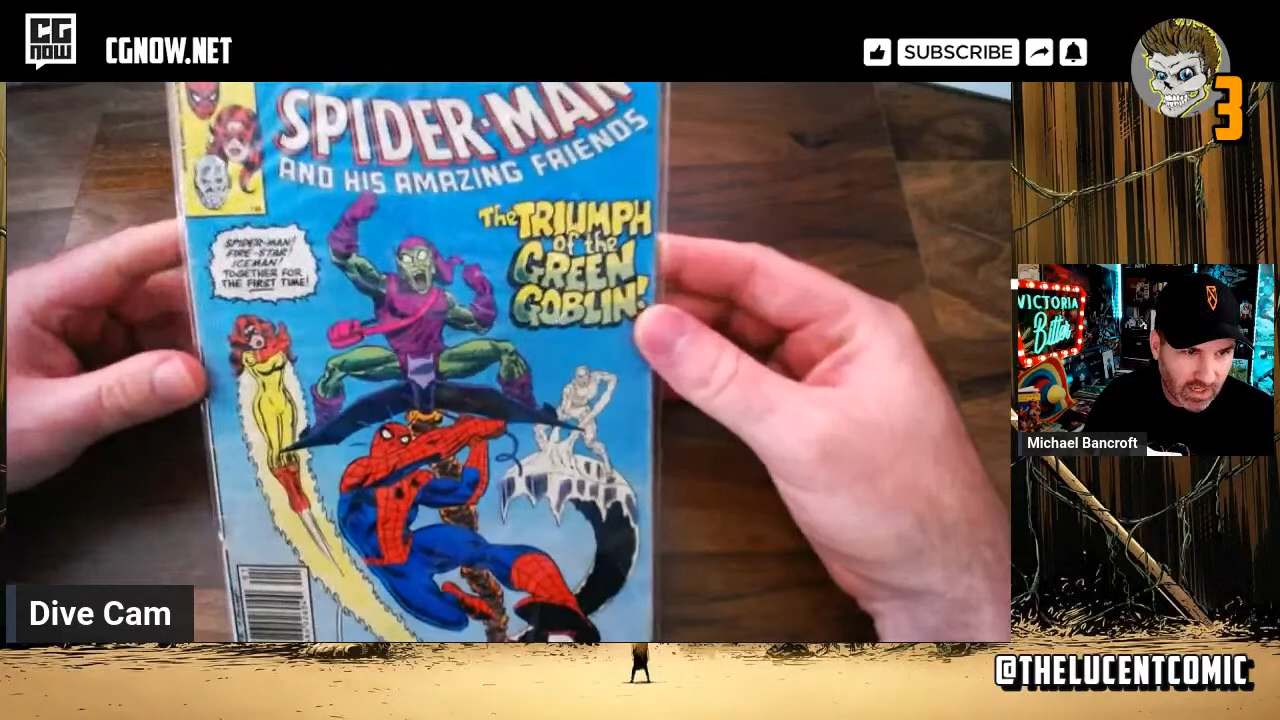 CG
NOW
CGNOW.NET
SUBSCRIBE
3
SPIDER-MAN
AND HIS AMAZING FRIENDS
The TRIUMPH
of the
GREEN
GOBLIN!
SPIDER-MAN!
FIRE-STAR!
ICEMAN!
TOGETHER FOR
THE FIRST TIME!
VICTORIA
Bitter
Michael Bancroft
Dive Cam
@THELUCENTCOMIC